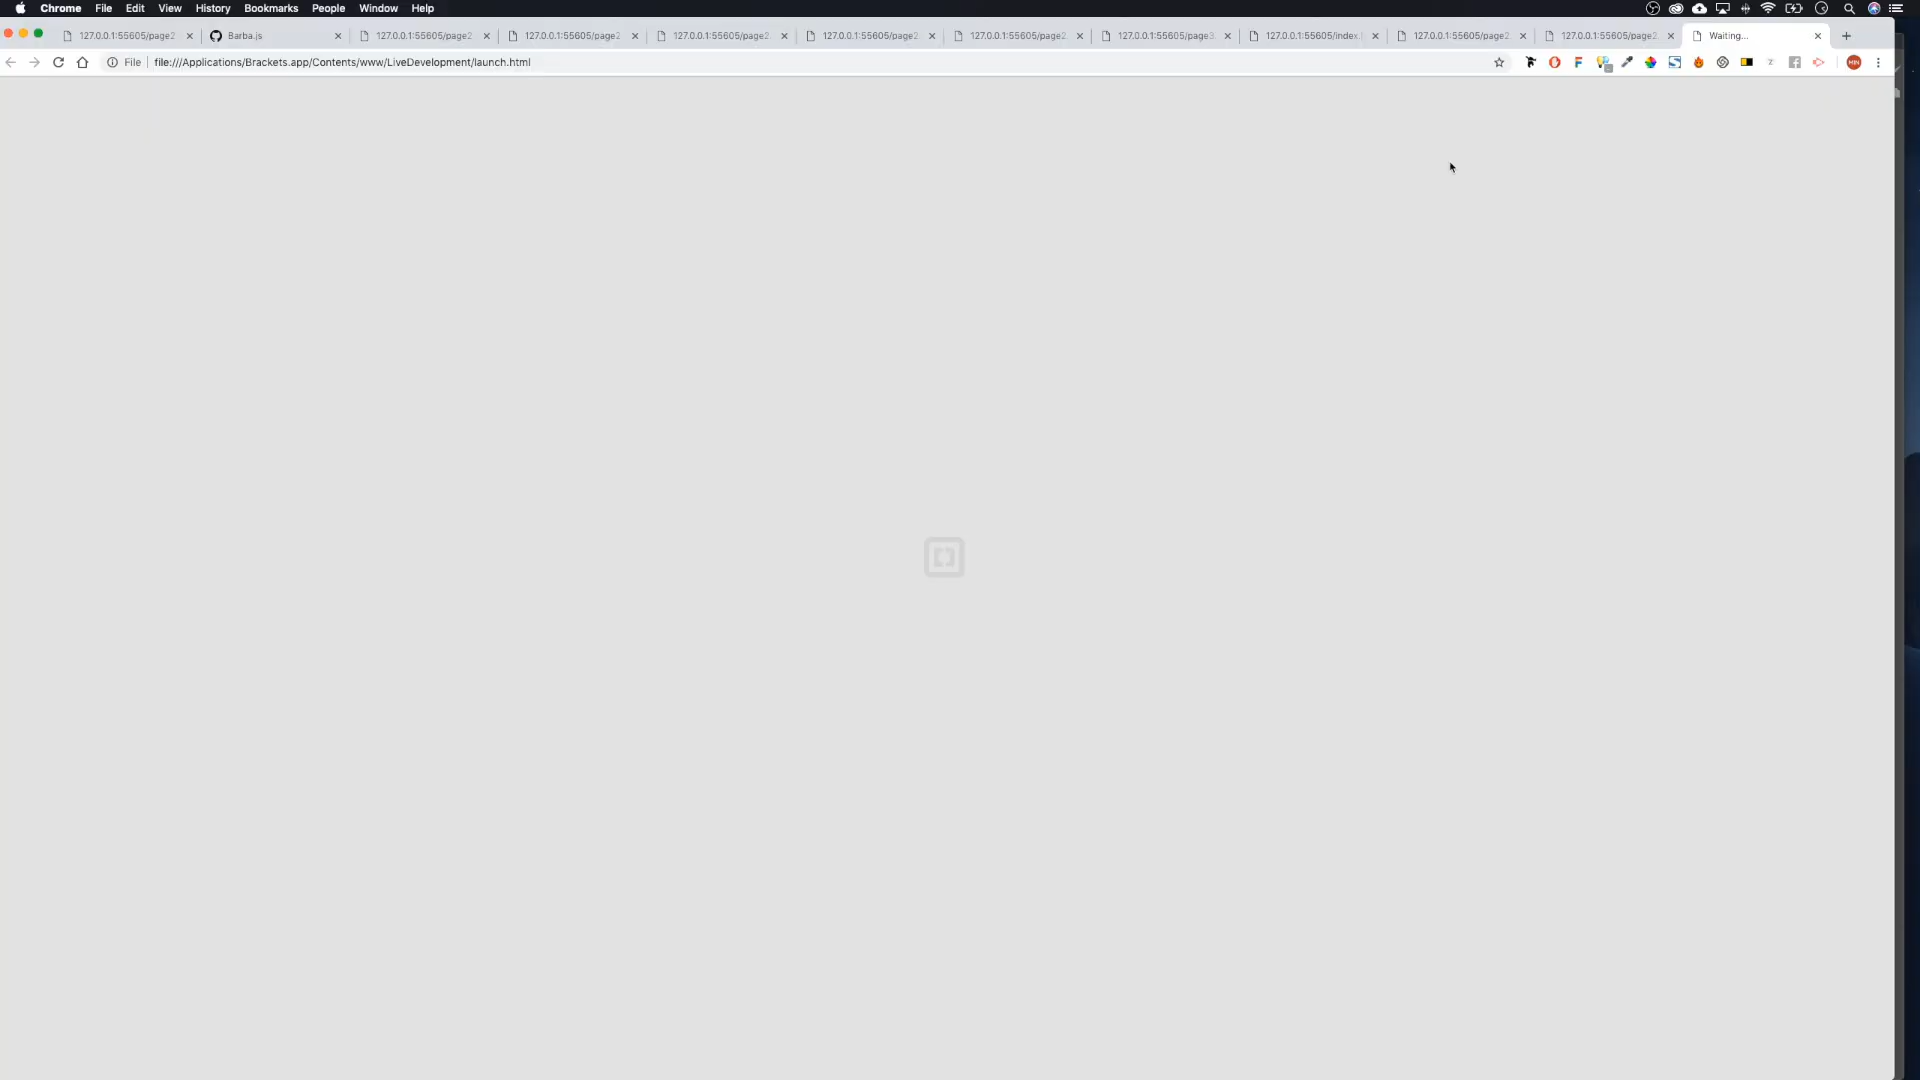 Chrome File Edit View History Bookmarks People Window Help
127.0.0.1:55605/page2 Barba.js 127.0.0.1:55605/page2 127.0.0.1:55605/page2 127.0.0.1:55605/page2. 127.0.0.1:55605/page2. 127.0.0.1:55605/page2. 127.0.0.1:55605/page3. 127.0.0.1:55605/index. 127.0.0.1:55605/page2 127.0.0.1:55605/page2. Waiting...
File file:///Applications/Brackets.app/Contents/www/LiveDevelopment/launch.html